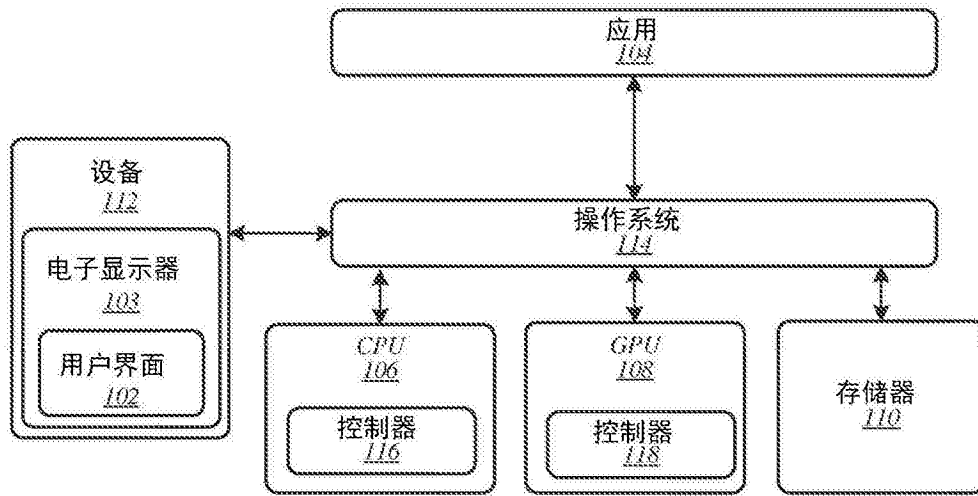 应用
104
设备
112
操作系统
114
电子显示器
103
用户界面
102
CPU
106
控制器
116
GPU
108
控制器
118
存储器
110